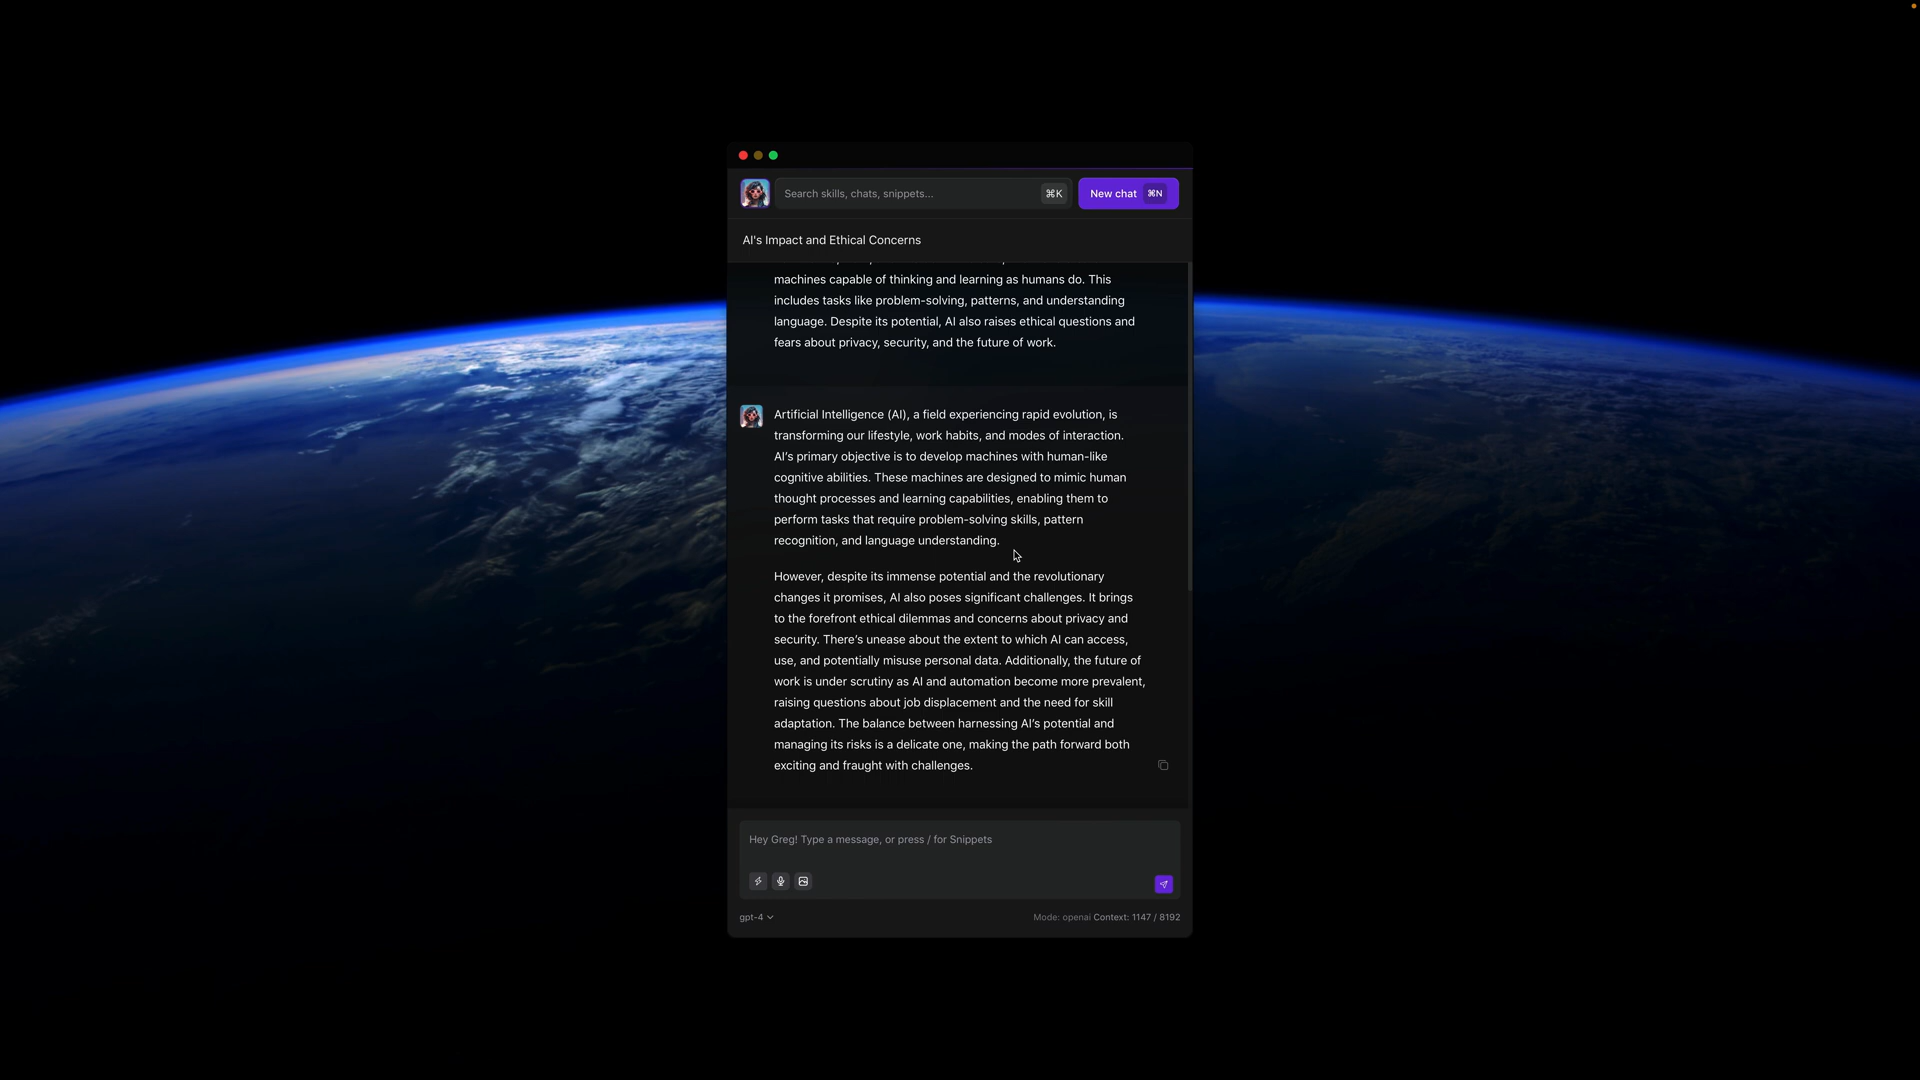 Search skills, chats, snippets...
⌘K
New chat
⌘N
AI's Impact and Ethical Concerns
machines capable of thinking and learning as humans do. This
includes tasks like problem-solving, patterns, and understanding
language. Despite its potential, AI also raises ethical questions and
fears about privacy, security, and the future of work.
Artificial Intelligence (AI), a field experiencing rapid evolution, is
transforming our lifestyle, work habits, and modes of interaction.
AI’s primary objective is to develop machines with human-like
cognitive abilities. These machines are designed to mimic human
thought processes and learning capabilities, enabling them to
perform tasks that require problem-solving skills, pattern
recognition, and language understanding.
However, despite its immense potential and the revolutionary
changes it promises, AI also poses significant challenges. It brings
to the forefront ethical dilemmas and concerns about privacy and
security. There’s unease about the extent to which AI can access,
use, and potentially misuse personal data. Additionally, the future of
work is under scrutiny as AI and automation become more prevalent,
raising questions about job displacement and the need for skill
adaptation. The balance between harnessing AI’s potential and
managing its risks is a delicate one, making the path forward both
exciting and fraught with challenges.
Hey Greg! Type a message, or press / for Snippets
gpt-4
Mode: openai Context: 1147 / 8192